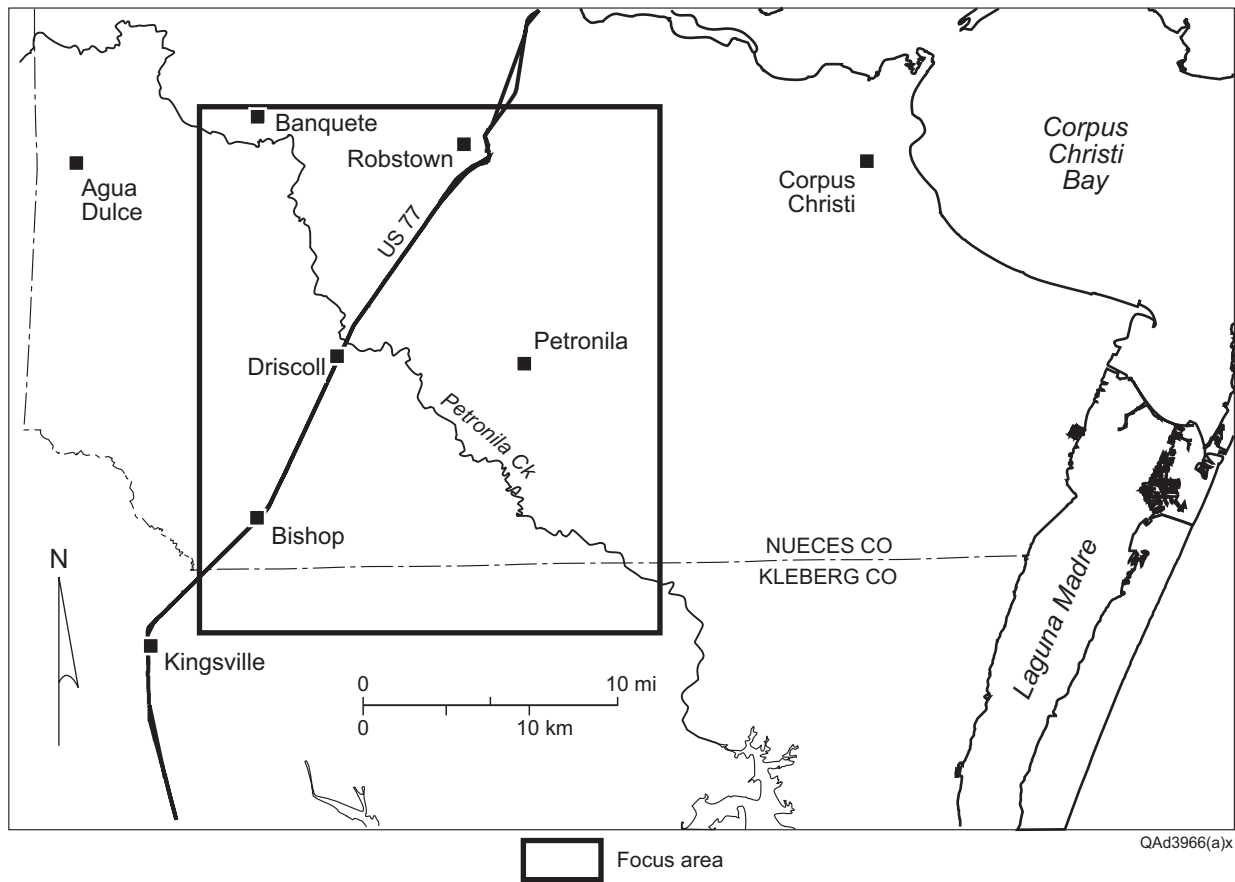 Banquete
Robstown
Agua
Dulce
Corpus
Christi
Corpus
Christi
Bay
US 77
Driscoll
Petronila
Petronila Ck
Bishop
NUECES CO
KLEBERG CO
N
Kingsville
Laguna Madre
0 10 mi
0 10 km
QAd3966(a)x
Focus area